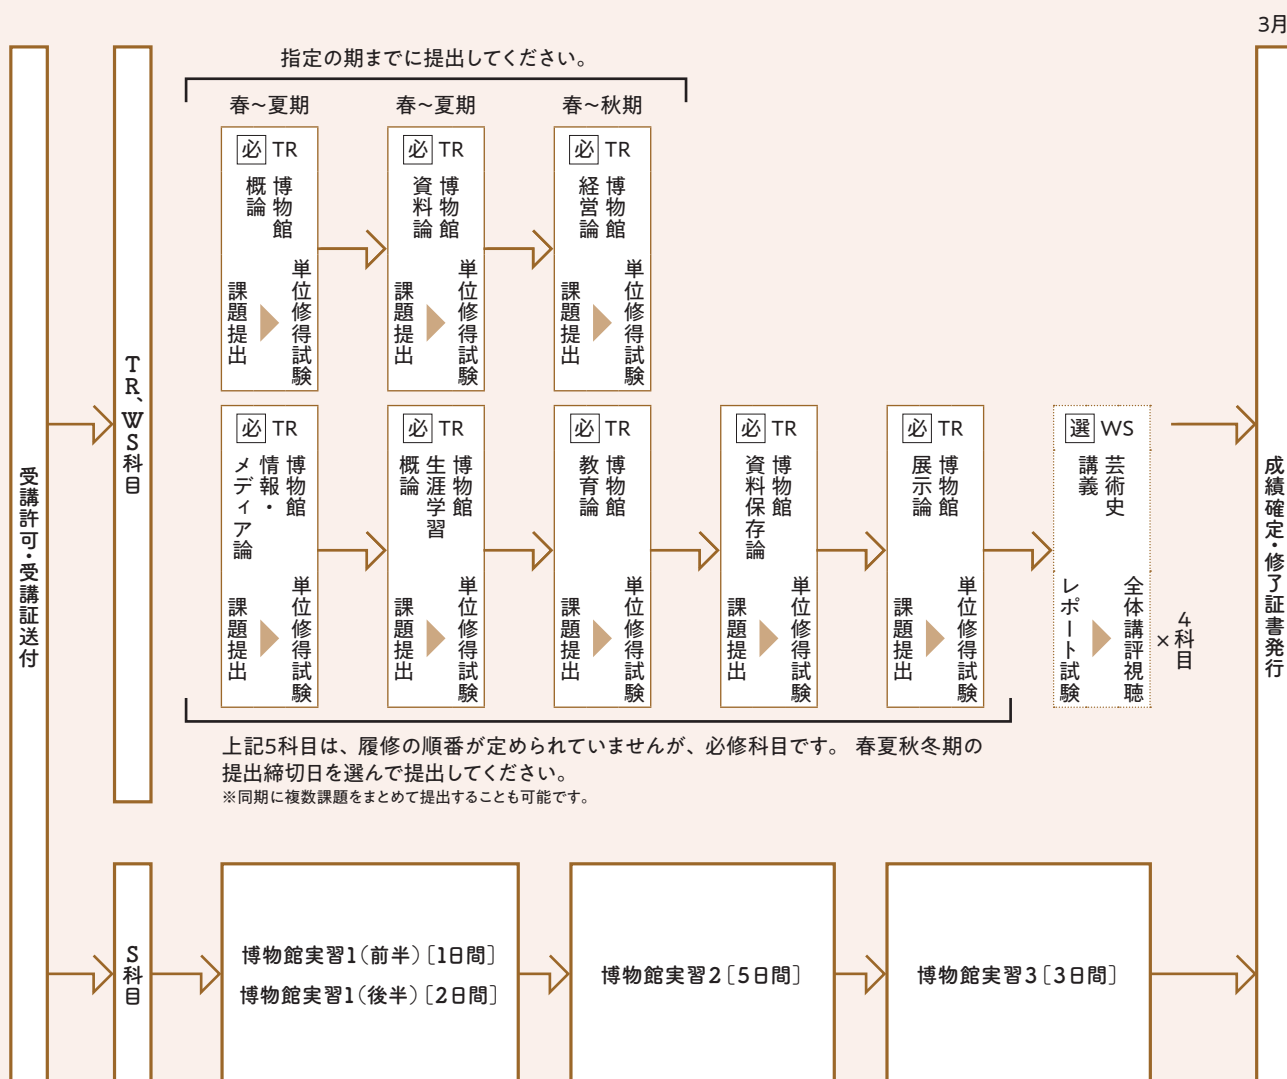 3月
指定の期までに提出してください。
春~夏期
春~夏期
春~秋期
必 TR
博物館
概論
課題提出
単位修得試験
必 TR
博物館
資料論
課題提出
単位修得試験
必 TR
博物館
経営論
課題提出
単位修得試験
受講許可・受講証送付
TR、WS科目
必 TR
博物館
情報・
メディア論
課題提出
単位修得試験
必 TR
博物館
生涯学習
概論
課題提出
単位修得試験
必 TR
博物館
教育論
課題提出
単位修得試験
必 TR
博物館
資料保存論
課題提出
単位修得試験
必 TR
博物館
展示論
課題提出
単位修得試験
選 WS
芸術史
講義
レポート試験
全体講評視聴
×4科目
成績確定・修了証書発行
上記5科目は、履修の順番が定められていませんが、必修科目です。 春夏秋冬期の
提出締切日を選んで提出してください。
※同期に複数課題をまとめて提出することも可能です。
S科目
博物館実習1（前半）［1日間］
博物館実習1（後半）［2日間］
博物館実習2［5日間］
博物館実習3［3日間］